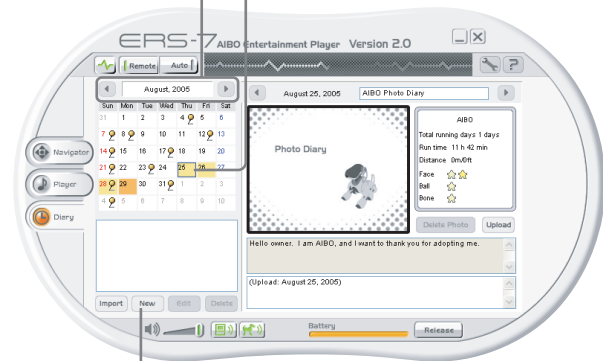 ERS-7 AIBO Entertainment Player Version 2.0
Remote Auto
August, 2005
Sun Mon Tue Wed Thu Fri Sat
31 1 2 3 4 5 6
7 8 9 10 11 12 13
14 15 16 17 18 19 20
21 22 23 24 25 26 27
28 29 30 31 1 2 3
4 5 6 7 8 9 10
Navigator
Player
Diary
August 25, 2005 AIBO Photo Diary
Photo Diary
AIBO
Total running days 1 days
Run time 11 h 42 min
Distance 0m/0ft
Face
Ball
Bone
Delete Photo Upload
Hello owner. I am AIBO, and I want to thank you for adopting me.
(Upload: August 25, 2005)
Import New Edit Delete
Battery
Release